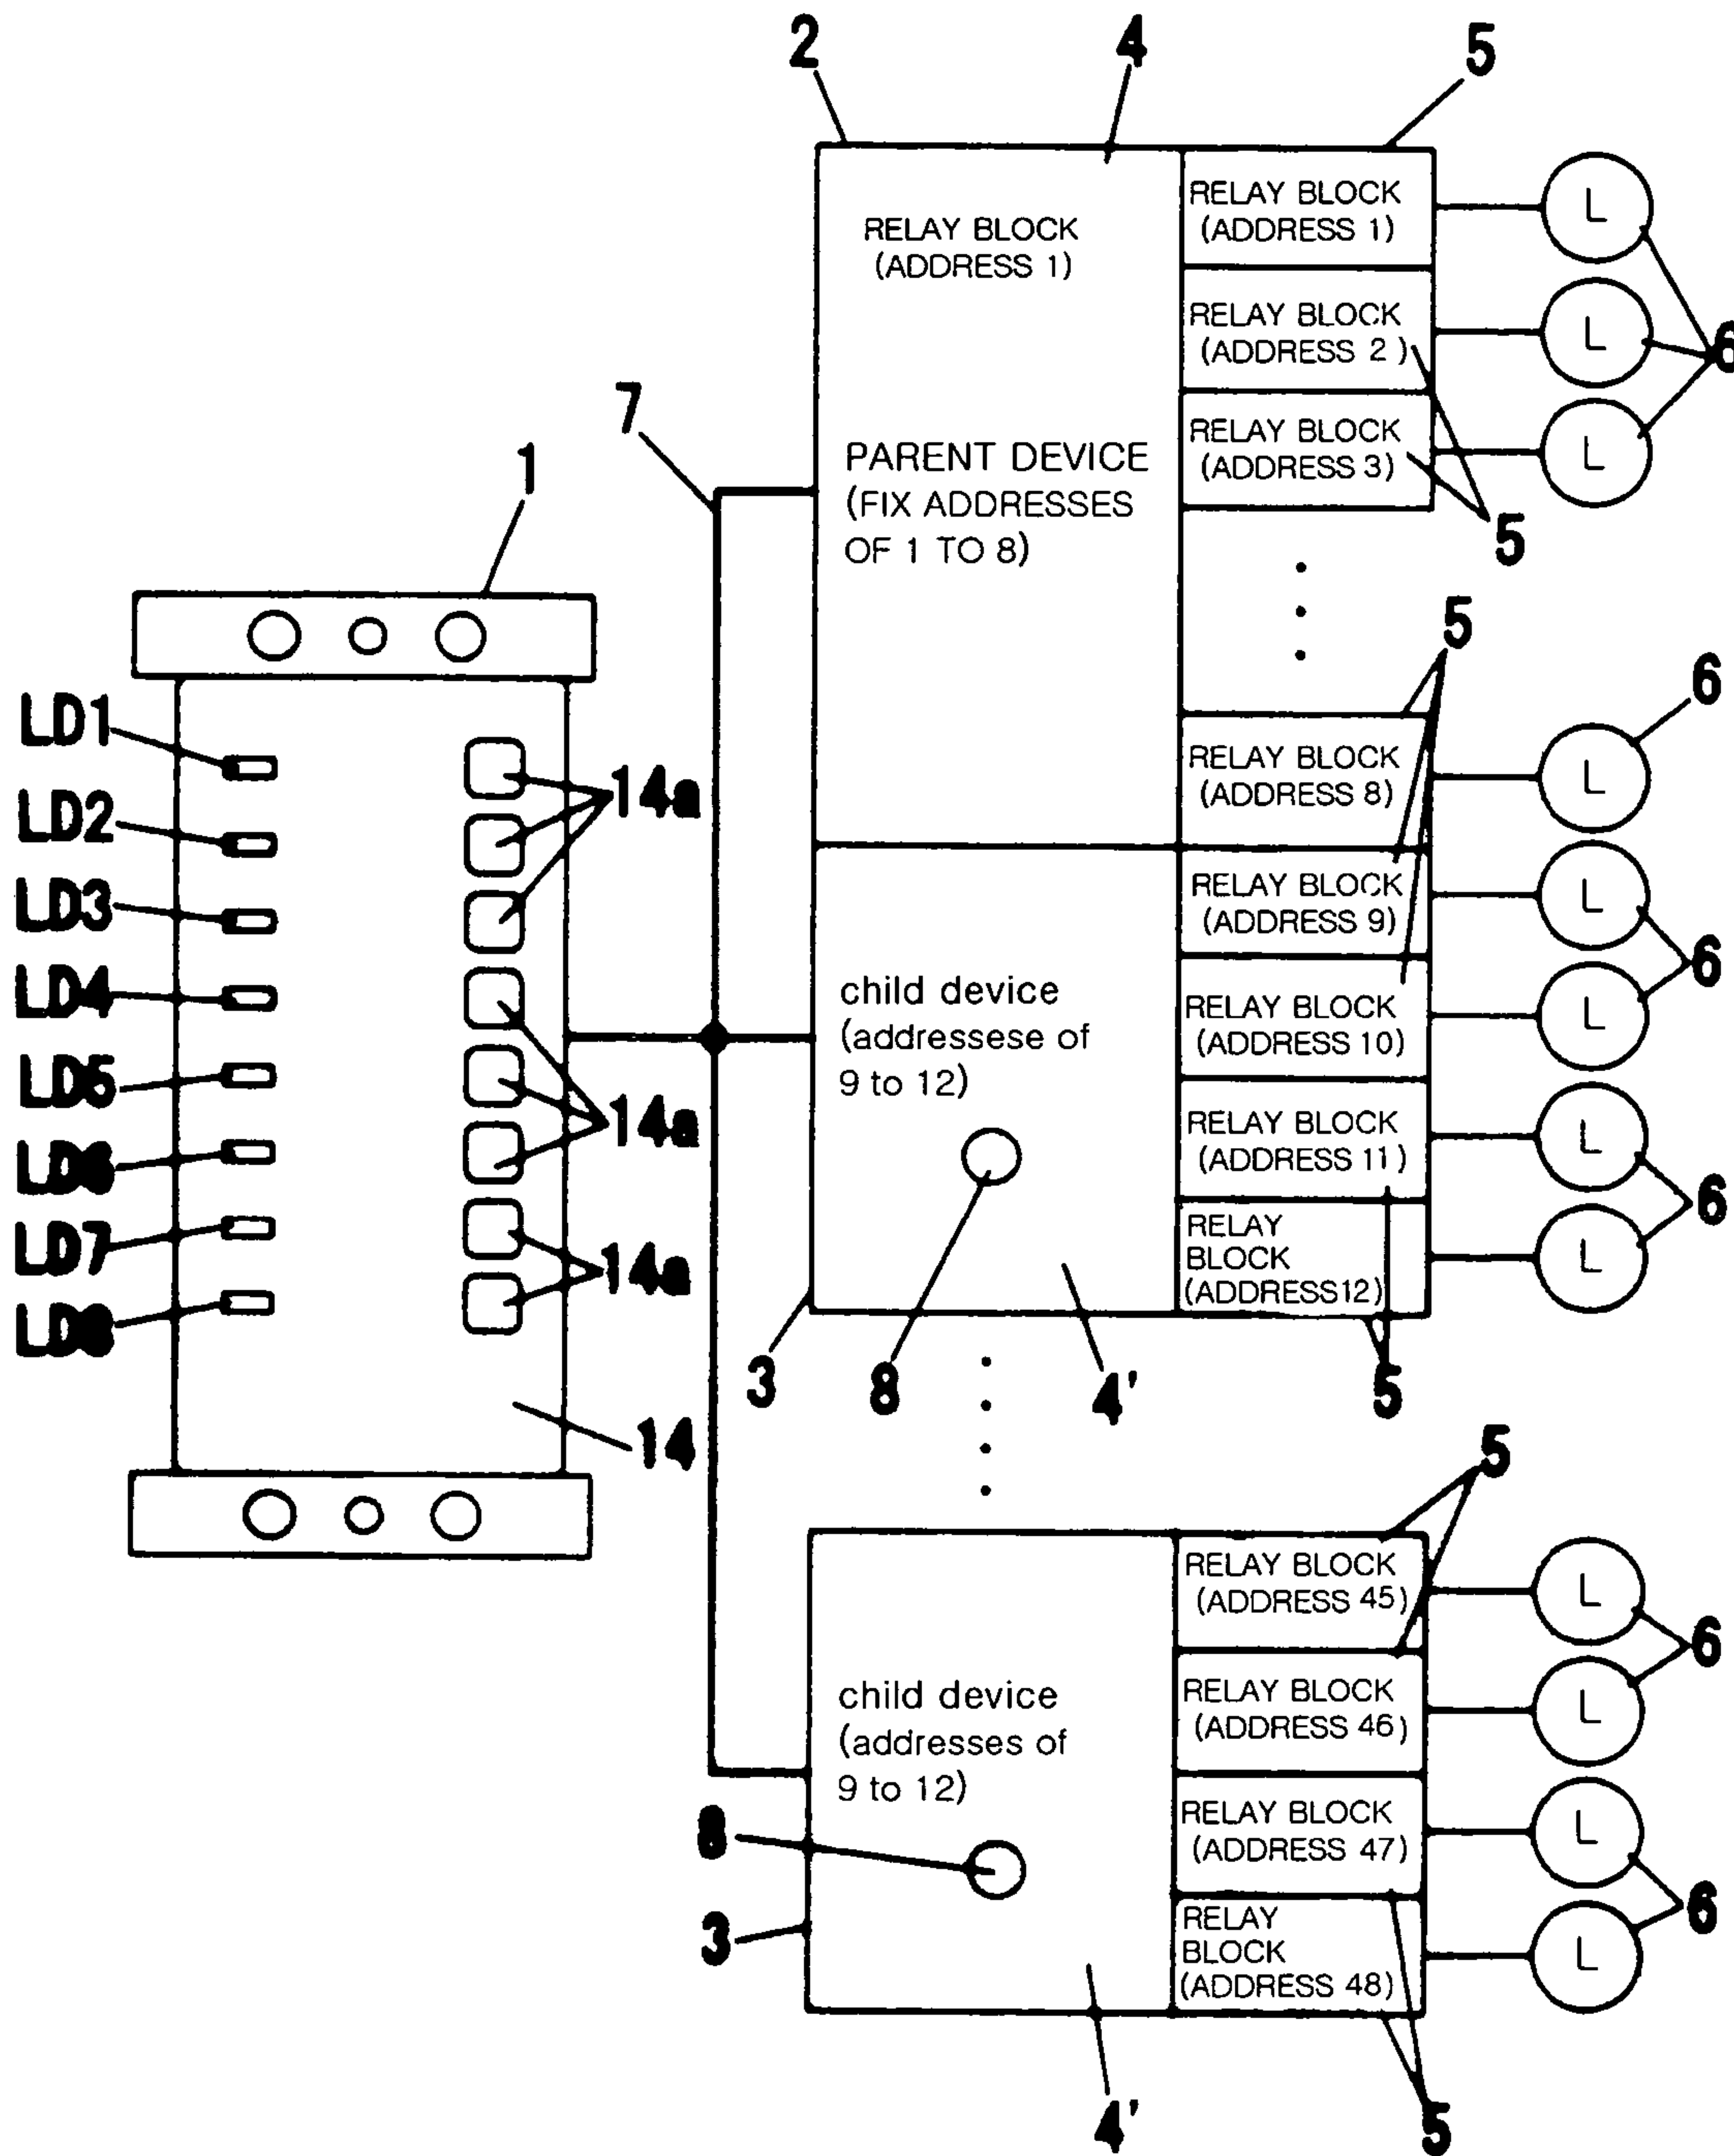 2
4
5
RELAY BLOCK
(ADDRESS 1)
RELAY BLOCK
(ADDRESS 1)
L
RELAY BLOCK
(ADDRESS 2)
L
6
7
PARENT DEVICE
(FIX ADDRESSES
OF 1 TO 8)
RELAY BLOCK
(ADDRESS 3)
L
1
5
5
6
LD1
LD2
LD3
LD4
LD5
LD6
LD7
LD8
14a
14a
14a
14
RELAY BLOCK
(ADDRESS 8)
L
RELAY BLOCK
(ADDRESS 9)
L
6
child device
(addressese of
9 to 12)
RELAY BLOCK
(ADDRESS 10)
L
RELAY BLOCK
(ADDRESS 11)
L
6
RELAY
BLOCK
(ADDRESS12)
L
3
8
4'
5
5
RELAY BLOCK
(ADDRESS 45)
L
6
child device
(addresses of
9 to 12)
RELAY BLOCK
(ADDRESS 46)
L
RELAY BLOCK
(ADDRESS 47)
L
8
6
3
RELAY
BLOCK
(ADDRESS 48)
L
4'
5